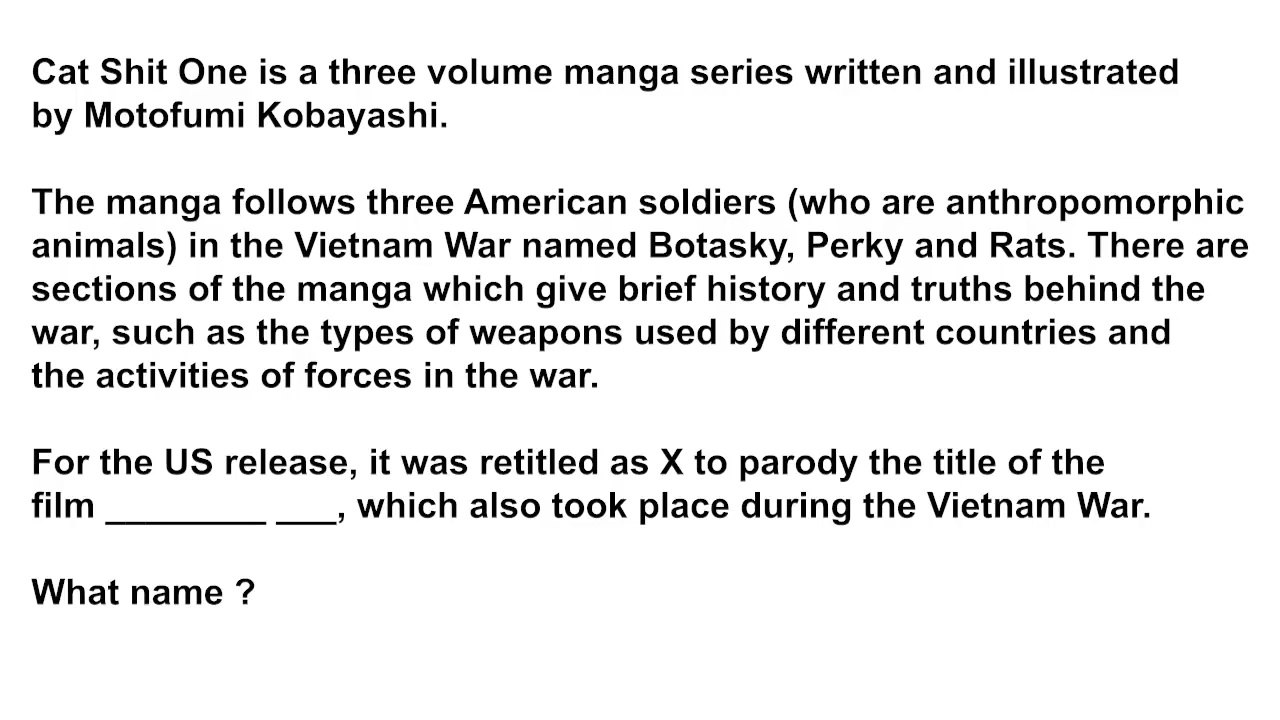 Cat Shit One is a three volume manga series written and illustrated
by Motofumi Kobayashi.
The manga follows three American soldiers (who are anthropomorphic
animals) in the Vietnam War named Botasky, Perky and Rats. There are
sections of the manga which give brief history and truths behind the
war, such as the types of weapons used by different countries and
the activities of forces in the war.
For the US release, it was retitled as X to parody the title of the
film ________ ___, which also took place during the Vietnam War.
What name ?